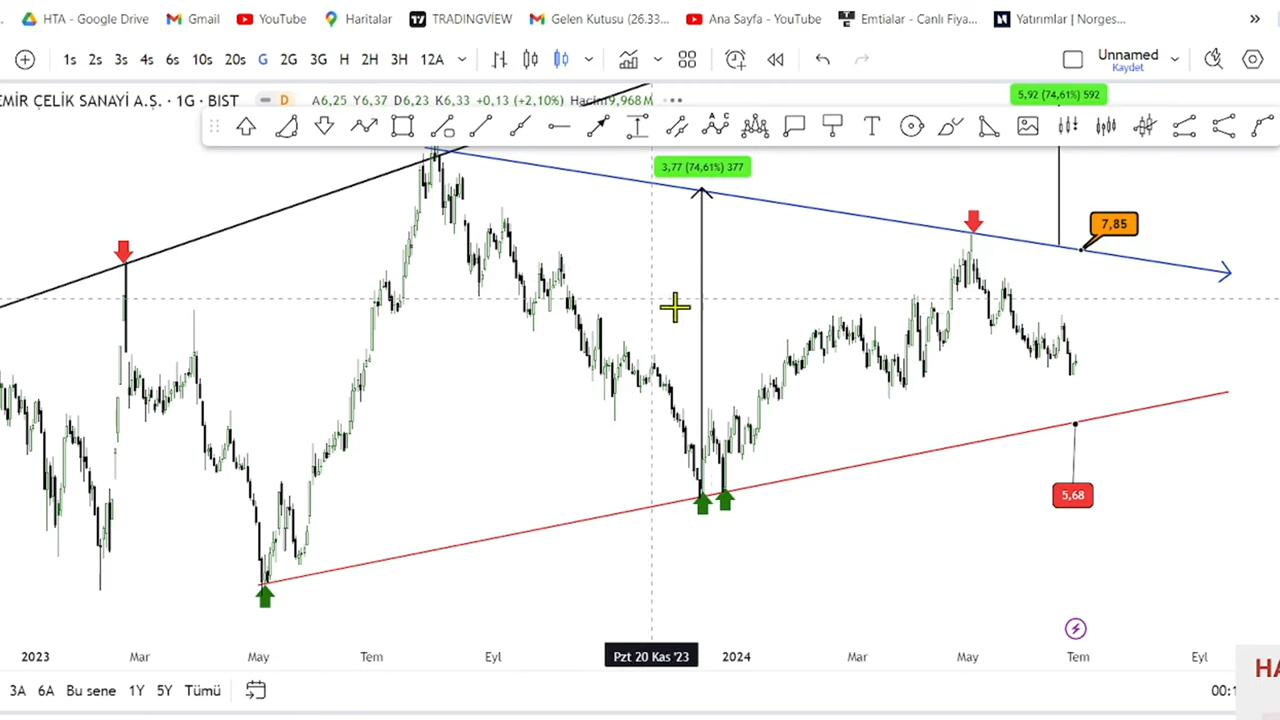 HTA - Google Drive Gmail YouTube Haritalar TRADINGVİEW Gelen Kutusu (26.33... Ana Sayfa - YouTube Emtialar - Canlı Fiya... Yatırımlar | Norges... »
1s 2s 3s 4s 6s 10s 20s G 2G 3G H 2H 3H 12A Unnamed
Kaydet
EMİR ÇELİK SANAYİ A.Ş. · 1G · BIST D A6,25 Y6,37 D6,23 K6,33 +0,13 (+2,10%) Hacim9,968M
5,92 (74,61%) 592
3,77 (74,61%) 377
7,85
5,68
2023 Mar May Tem Eyl Pzt 20 Kas '23 2024 Mar May Tem Eyl
3A 6A Bu sene 1Y 5Y Tümü